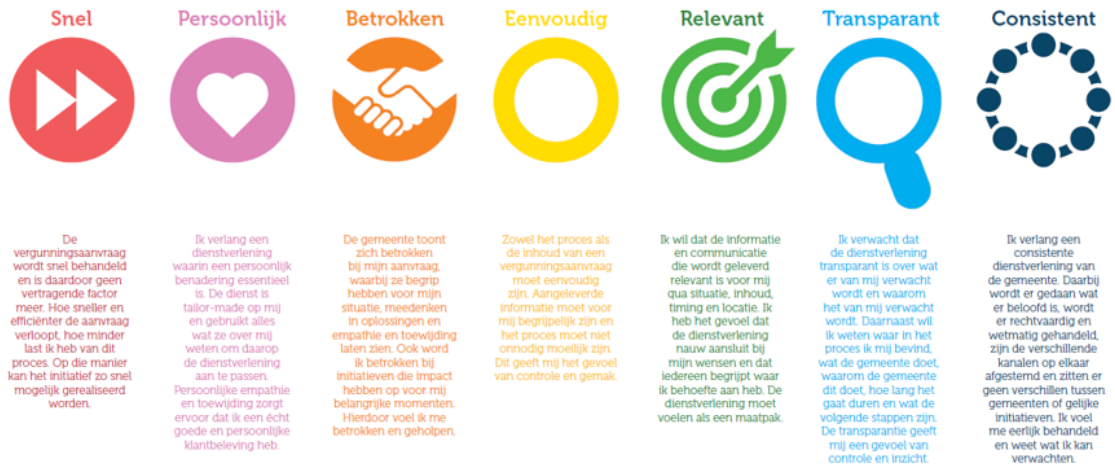 Snel
De
vergunningsaanvraag
wordt snel behandeld
en is daardoor geen
vertragende factor
meer. Hoe sneller en
efficiënter de aanvraag
verloopt, hoe minder
last ik heb van dit
proces. Op die manier
kan het initiatief zo snel
mogelijk gerealiseerd
worden.
Persoonlijk
Ik verlang een
dienstverlening
waarin een persoonlijk
benadering essentieel
is. De dienst is
tailor-made op mij
en gebruikt alles
wat ze over mij
weten om daarop
de dienstverlening
aan te passen.
Persoonlijke empathie
en toewijding zorgt
ervoor dat ik een écht
goede en persoonlijke
klantbeleving heb.
Betrokken
De gemeente toont
zich betrokken
bij mijn aanvraag,
waarbij ze begrip
hebben voor mijn
situatie, meedenken
in oplossingen en
empathie en toewijding
laten zien. Ook word
ik betrokken bij
initiatieven die impact
hebben op voor mij
belangrijke momenten.
Hierdoor voel ik me
betrokken en geholpen.
Eenvoudig
Zowel het proces als
de inhoud van een
vergunningsaanvraag
moet eenvoudig
zijn. Aangeleverde
informatie moet voor
mij begrijpelijk zijn en
het proces moet niet
onnodig moeilijk zijn.
Dit geeft mij het gevoel
van controle en gemak.
Relevant
Ik wil dat de informatie
en communicatie
die wordt geleverd
relevant is voor mij
qua situatie, inhoud,
timing en locatie. Ik
heb het gevoel dat
de dienstverlening
nauw aansluit bij
mijn wensen en dat
iedereen begrijpt waar
ik behoefte aan heb. De
dienstverlening moet
voelen als een maatpak.
Transparant
Ik verwacht dat
de dienstverlening
transparant is over wat
er van mij verwacht
wordt en waarom
het van mij verwacht
wordt. Daarnaast wil
ik weten waar in het
proces ik mij bevind,
wat de gemeente doet,
waarom de gemeente
dit doet, hoe lang het
gaat duren en wat de
volgende stappen zijn.
De transparantie geeft
mij een gevoel van
controle en inzicht.
Consistent
Ik verlang een
consistente
dienstverlening van
de gemeente. Daarbij
wordt er gedaan wat
er beloofd is, wordt
er rechtvaardig en
wetmatig gehandeld,
zijn de verschillende
kanalen op elkaar
afgestemd en zitten er
geen verschillen tussen
gemeenten of gelijke
initiatieven. Ik voel
me eerlijk behandeld
en weet wat ik kan
verwachten.